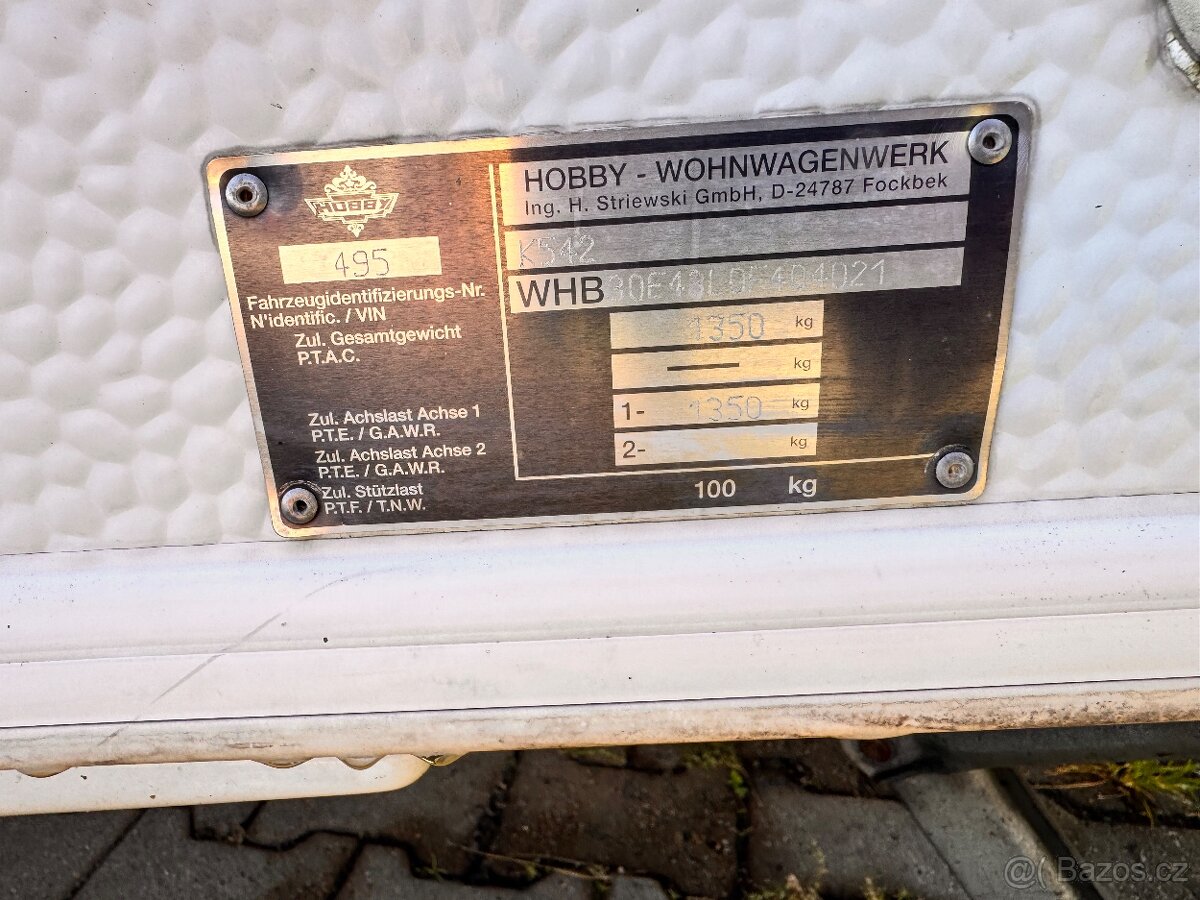 HOBBY
HOBBY - WOHNWAGENWERK
Ing. H. Striewski GmbH, D-24787 Fockbek
495
K542
Fahrzeugidentifizierungs-Nr.
N'identific. / VIN
WHB
Zul. Gesamtgewicht
P.T.A.C.
1350 kg
— kg
Zul. Achslast Achse 1
P.T.E. / G.A.W.R.
1- 1350 kg
Zul. Achslast Achse 2
P.T.E. / G.A.W.R.
2- kg
Zul. Stützlast
P.T.F. / T.N.W.
100 kg
@( Bazos.cz